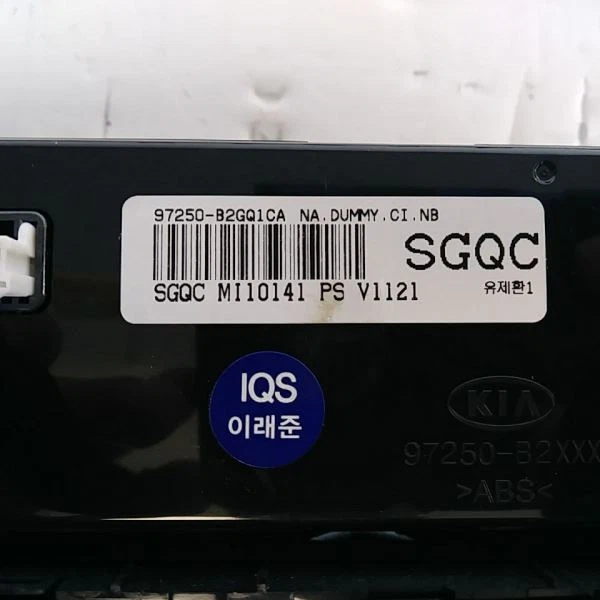 97250-B2GQ1CA NA.DUMMY.CI.NB
SGQC
SGQC MI10141 PS V1121
유제환1
IQS
이래준
KIA
97250-B2XXX
>ABS<